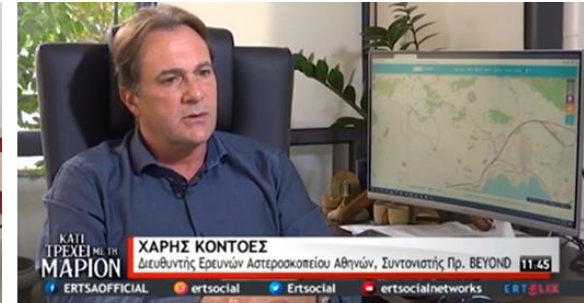 ΚΑΤΙ
ΤΡΕΧΕΙ ΜΕ ΤΗ
ΜΑΡΙΟΝ
ΧΑΡΗΣ ΚΟΝΤΟΕΣ
Διευθυντής Ερευνών Αστεροσκοπείου Αθηνών, Συντονιστής Πρ. BEYOND
11:45
ERTSAOFFICIAL ertsocial Ertsocial ertsocialnetworks ERTFLIX